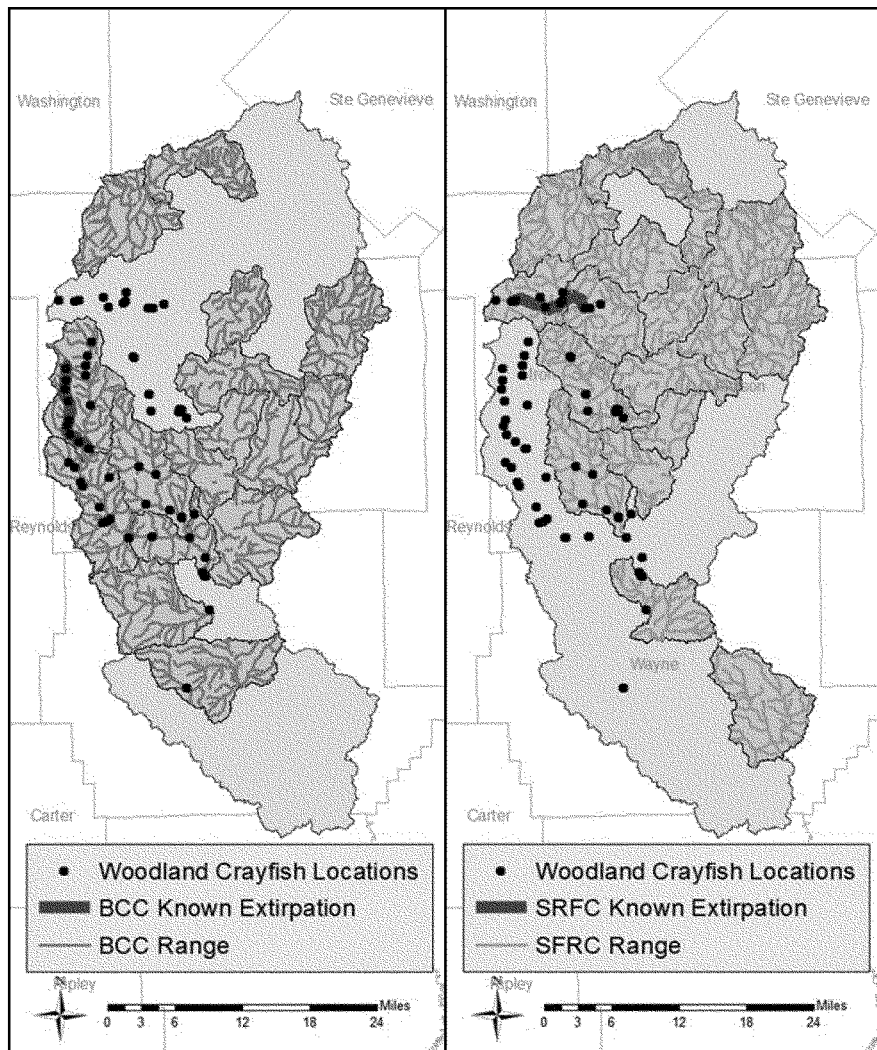 Washington
Ste Genevieve
Reynolds
Carter
Woodland Crayfish Locations
BCC Known Extirpation
BCC Range
Ripley
N
Miles
0 3 6 12 18 24
Washington
Ste Genevieve
Reynolds
Wayne
Carter
Woodland Crayfish Locations
SRFC Known Extirpation
SFRC Range
Ripley
N
Miles
0 3 6 12 18 24